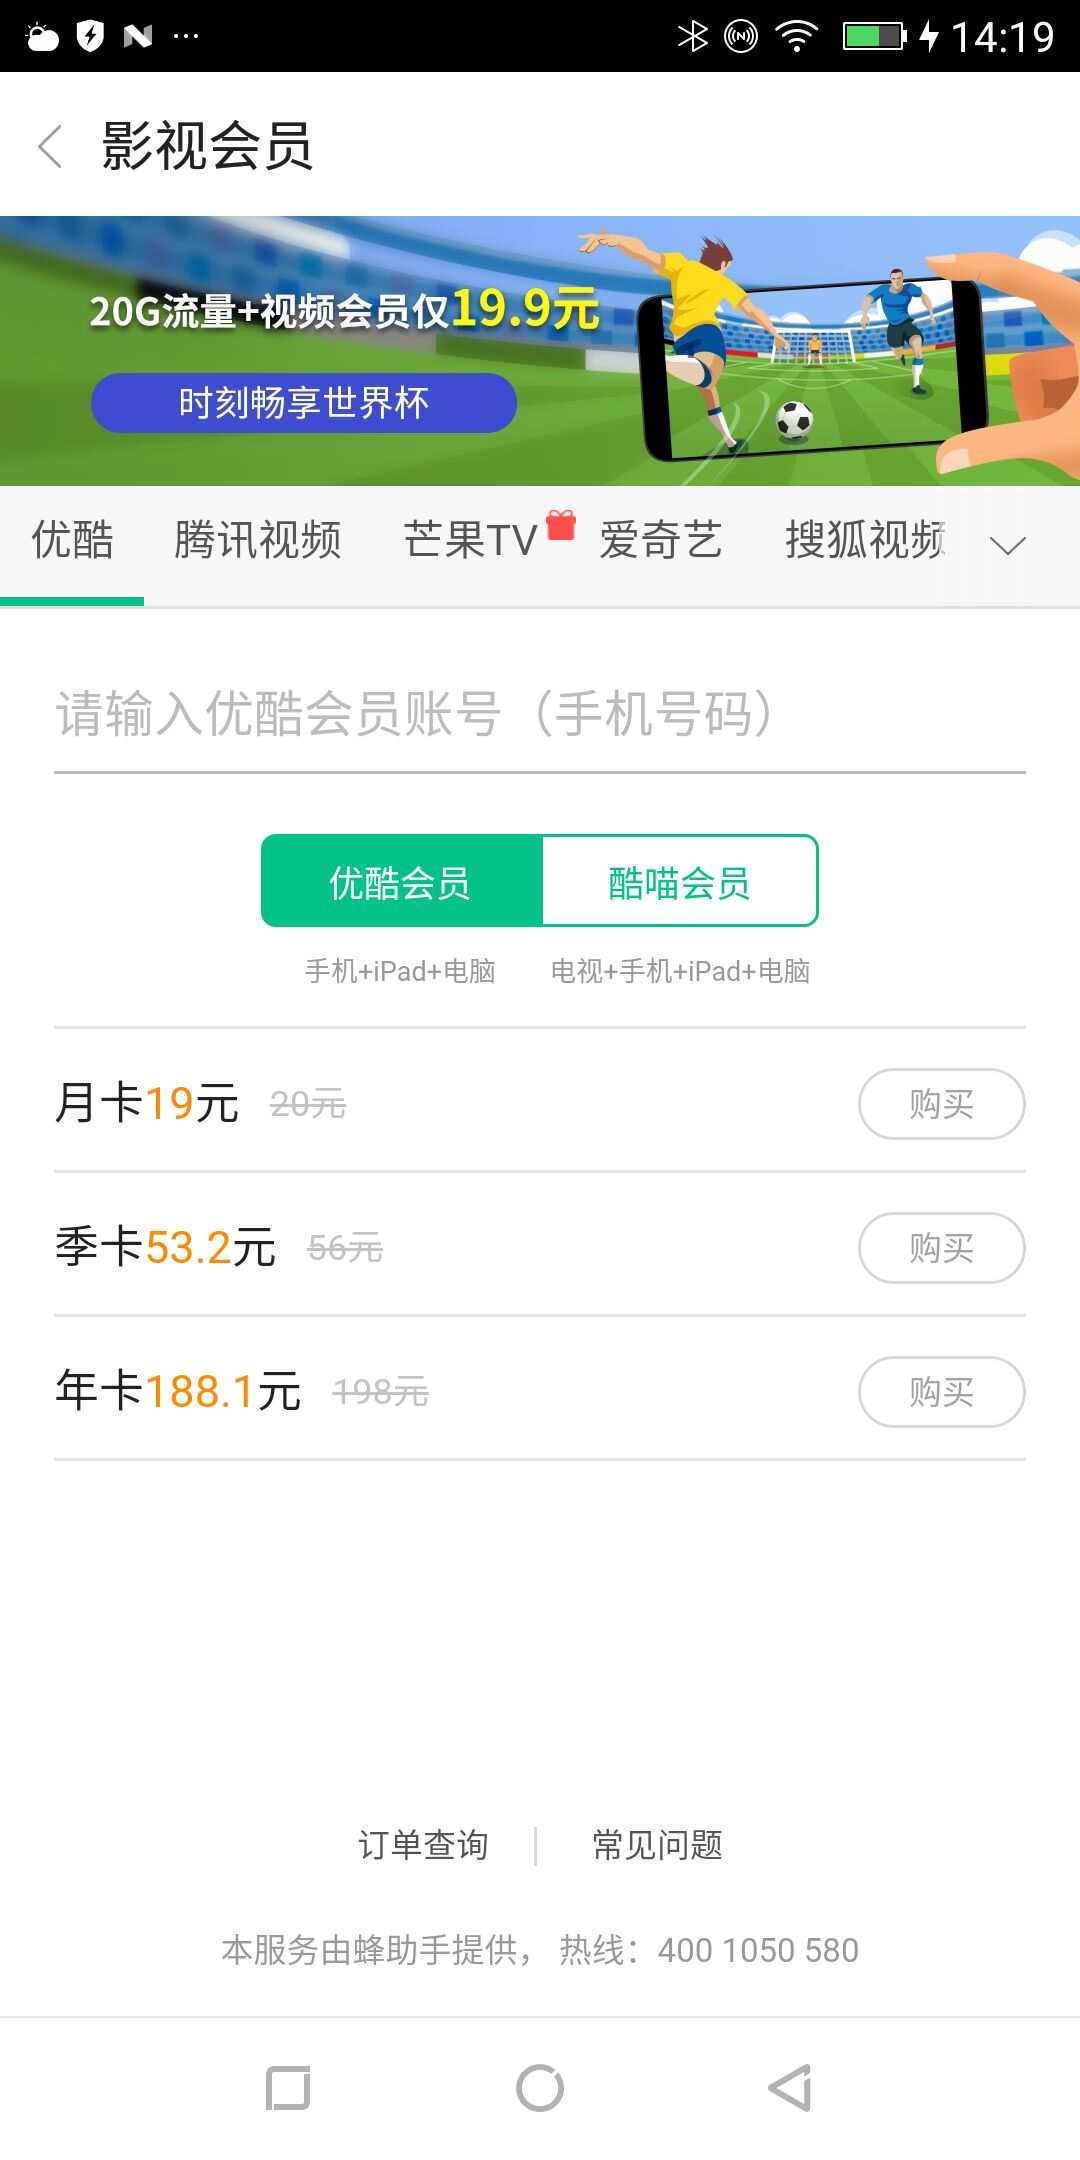 14:19
影视会员
20G流量+视频会员仅19.9元
时刻畅享世界杯
优酷 腾讯视频 芒果TV 爱奇艺 搜狐视频
请输入优酷会员账号（手机号码）
优酷会员 酷喵会员
手机+iPad+电脑 电视+手机+iPad+电脑
月卡19元 20元 购买
季卡53.2元 56元 购买
年卡188.1元 198元 购买
订单查询 常见问题
本服务由蜂助手提供， 热线：400 1050 580